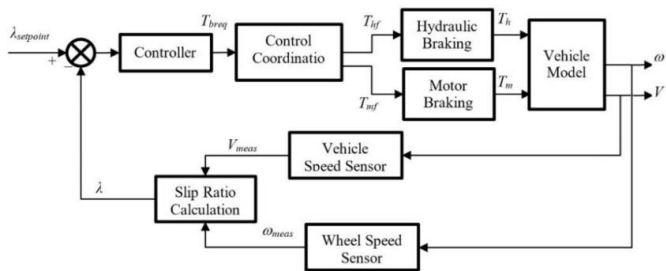 λsetpoint
+
−
Controller
Tbreq
Control
Coordinatio
Thf
Hydraulic
Braking
Th
Tmf
Motor
Braking
Tm
Vehicle
Model
ω
V
Vmeas
Vehicle
Speed Sensor
λ
Slip Ratio
Calculation
ωmeas
Wheel Speed
Sensor